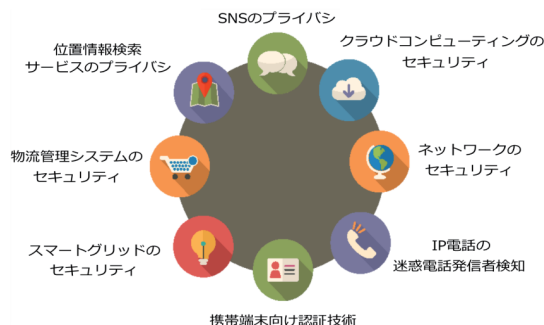 SNSのプライバシ
クラウドコンピューティングの
セキュリティ
ネットワークの
セキュリティ
IP電話の
迷惑電話発信者検知
携帯端末向け認証技術
スマートグリッドの
セキュリティ
物流管理システムの
セキュリティ
位置情報検索
サービスのプライバシ